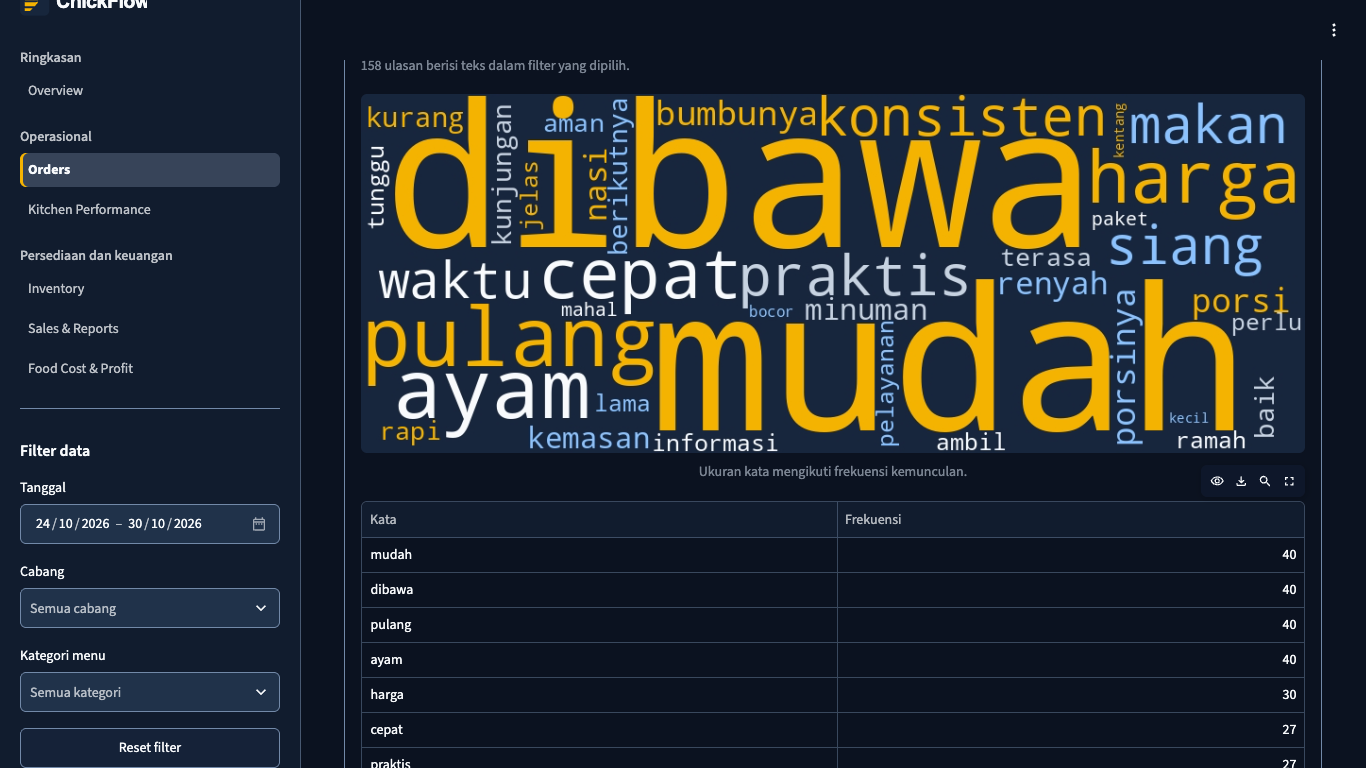 ChickFlow
Ringkasan
Overview
Operasional
Orders
Kitchen Performance
Persediaan dan keuangan
Inventory
Sales & Reports
Food Cost & Profit
Filter data
Tanggal
24/10/2026 – 30/10/2026
Cabang
Semua cabang
Kategori menu
Semua kategori
Reset filter
158 ulasan berisi teks dalam filter yang dipilih.
kurang
dibawa
aman
bumbunya
konsisten
kentang
makan
tunggu
kunjungan
jelas
nasi
berikutnya
harga
paket
siang
waktu
cepat
praktis
terasa
renyah
mahal
bocor
minuman
porsi
perlu
pulang
mudah
ayam
lama
pelayanan
porsinya
kecil
baik
rapi
kemasan
informasi
ambil
ramah
Ukuran kata mengikuti frekuensi kemunculan.
Kata Frekuensi
mudah 40
dibawa 40
pulang 40
ayam 40
harga 30
cepat 27
praktis 27